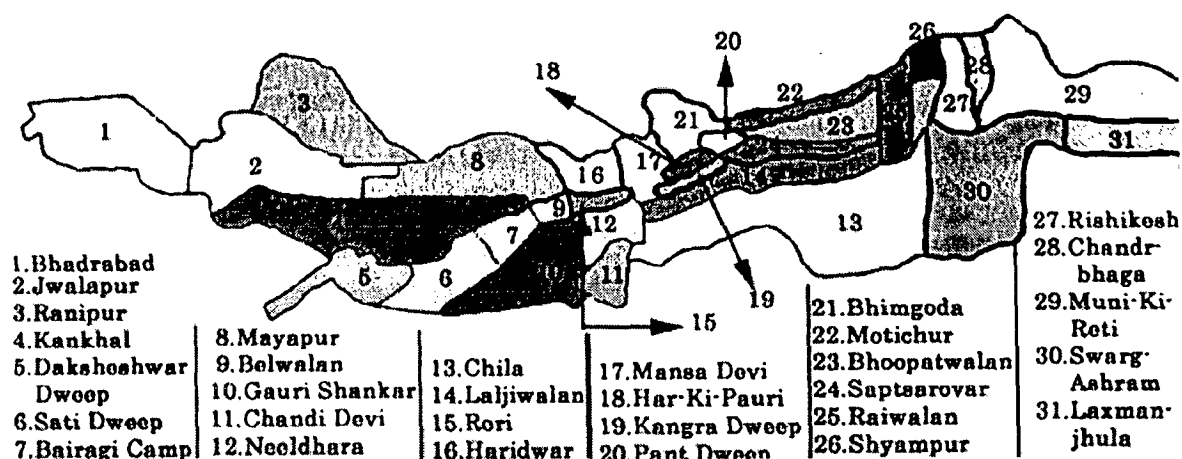 26
20
18
22
28
3
21
27
29
1
23
31
8
17
2
16
14
30
9
12
13
7
5
6
10
11
19
15
1.Bhadrabad
2.Jwalapur
3.Ranipur
4.Kankhal
5.Daksheshwar
Dweep
6.Sati Dweep
7.Bairagi Camp
8.Mayapur
9.Belwalan
10.Gauri Shankar
11.Chandi Devi
12.Neeldhara
13.Chila
14.Laljiwalan
15.Rori
16.Haridwar
17.Mansa Devi
18.Har-Ki-Pauri
19.Kangra Dweep
20.Pant Dweep
21.Bhimgoda
22.Motichur
23.Bhoopatwalan
24.Saptsarovar
25.Raiwalan
26.Shyampur
27.Rishikesh
28.Chandr-
bhaga
29.Muni-Ki-
Reti
30.Swarg-
Ashram
31.Laxman-
jhula